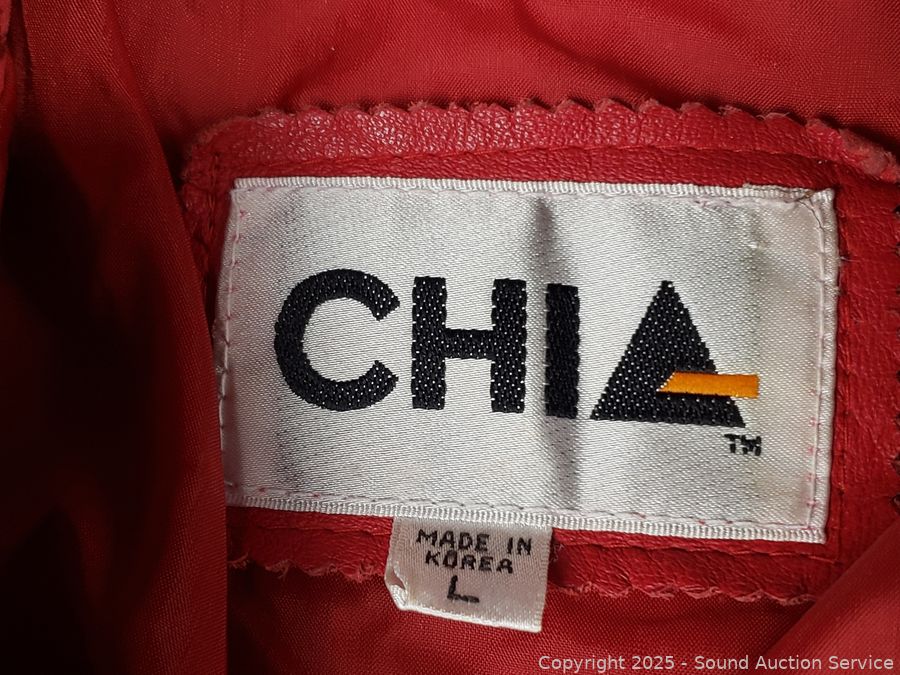 CHIA
TM
MADE IN
KOREA
L
Copyright 2025 - Sound Auction Service